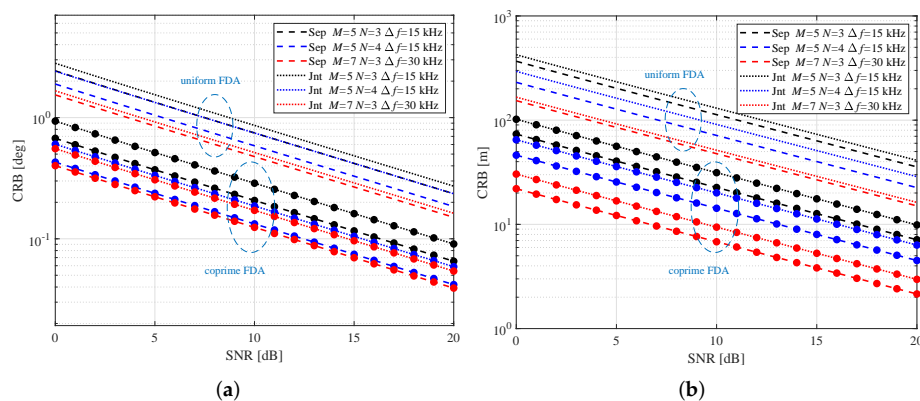 Sep M=5 N=3 Δf=15 kHz
Sep M=5 N=4 Δf=15 kHz
Sep M=7 N=3 Δf=30 kHz
Jnt M=5 N=3 Δf=15 kHz
Jnt M=5 N=4 Δf=15 kHz
Jnt M=7 N=3 Δf=30 kHz
uniform FDA
coprime FDA
CRB [deg]
10^0
10^-1
0 5 10 15 20
SNR [dB]
(a)
Sep M=5 N=3 Δf=15 kHz
Sep M=5 N=4 Δf=15 kHz
Sep M=7 N=3 Δf=30 kHz
Jnt M=5 N=3 Δf=15 kHz
Jnt M=5 N=4 Δf=15 kHz
Jnt M=7 N=3 Δf=30 kHz
uniform FDA
coprime FDA
CRB [m]
10^3
10^2
10^1
10^0
0 5 10 15 20
SNR [dB]
(b)